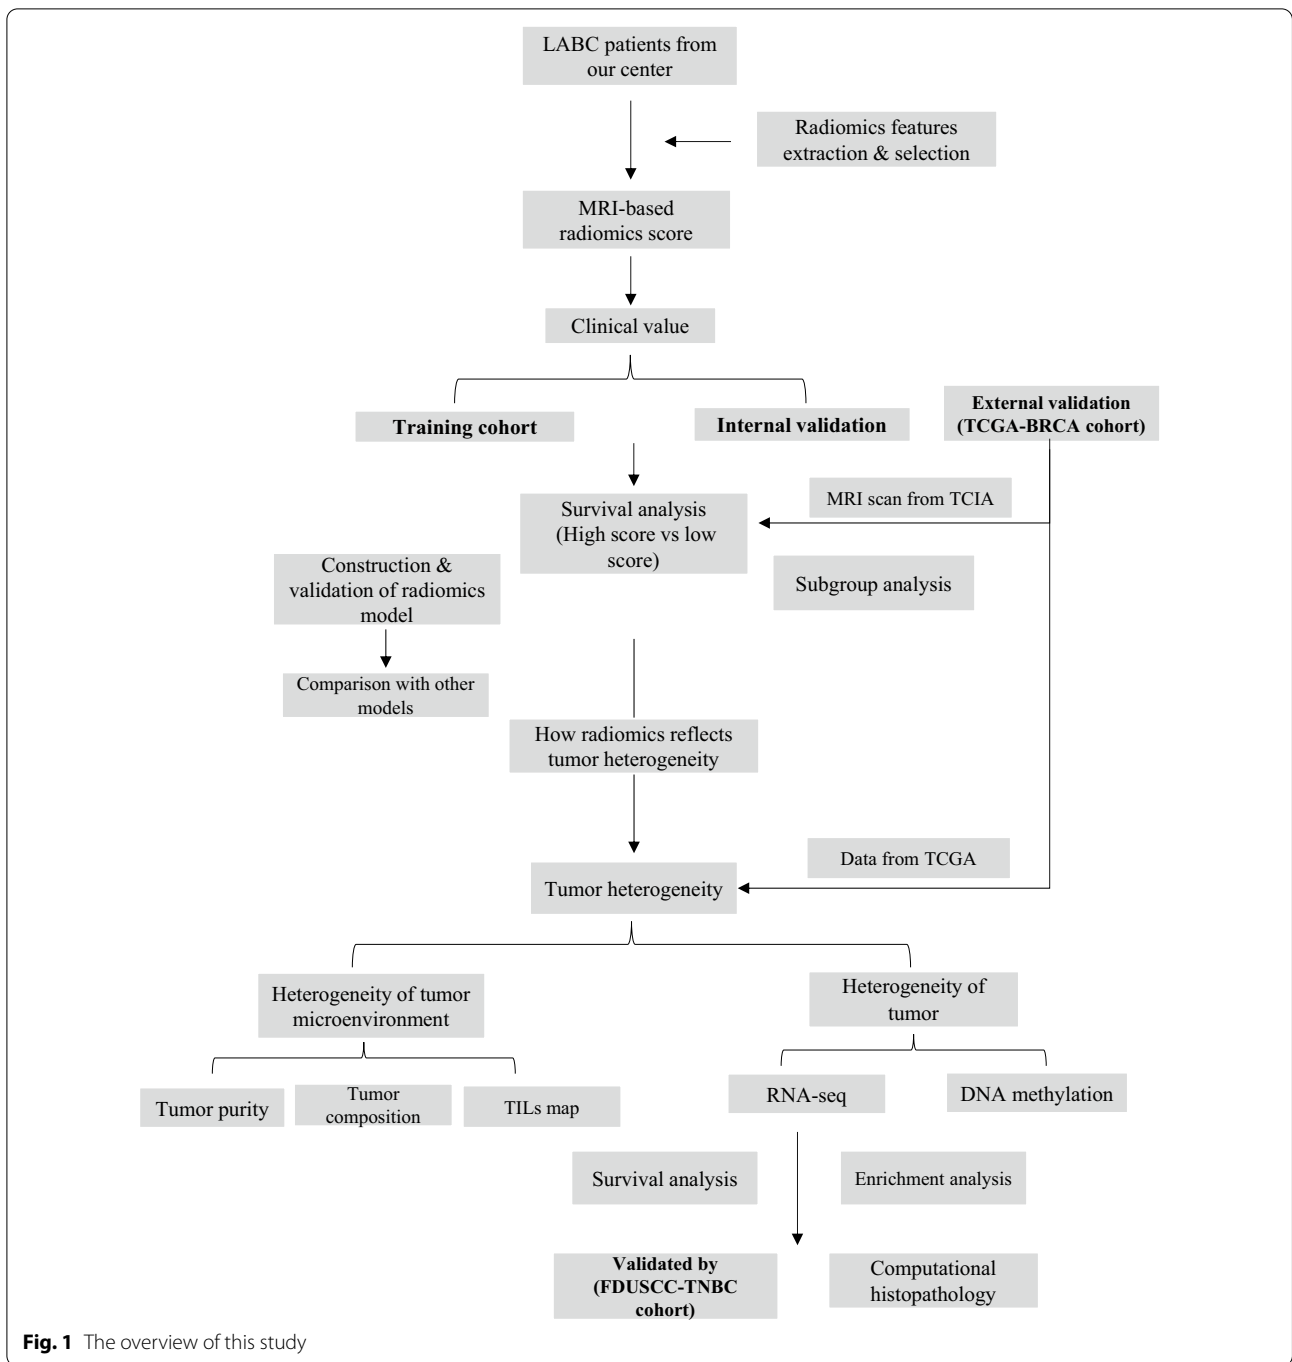 LABC patients from
our center
Radiomics features
extraction & selection
MRI-based
radiomics score
Clinical value
Training cohort
Internal validation
External validation
(TCGA-BRCA cohort)
MRI scan from TCIA
Survival analysis
(High score vs low
score)
Subgroup analysis
Construction &
validation of radiomics
model
Comparison with other
models
How radiomics reflects
tumor heterogeneity
Data from TCGA
Tumor heterogneity
Heterogeneity of tumor
microenvironment
Heterogeneity of
tumor
Tumor purity
Tumor
composition
TILs map
RNA-seq
DNA methylation
Survival analysis
Enrichment analysis
Validated by
(FDUSCC-TNBC
cohort)
Computational
histopathology
Fig. 1 The overview of this study